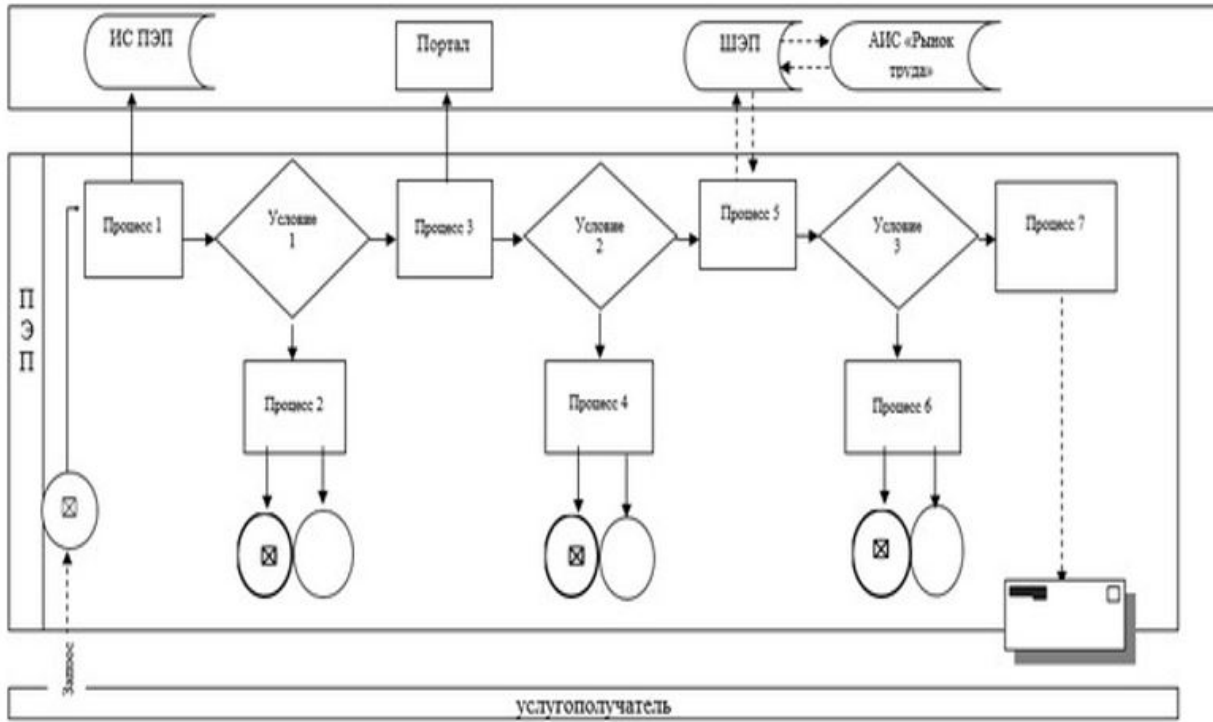 ИС ПЭП
Портал
ШЭП
АИС «Рынок
труда»
ПЭП
Процесс 1
Условие
1
Процесс 3
Условие
2
Процесс 5
Условие
3
Процесс 7
Процесс 2
Процесс 4
Процесс 6
Запрос
услугополучатель